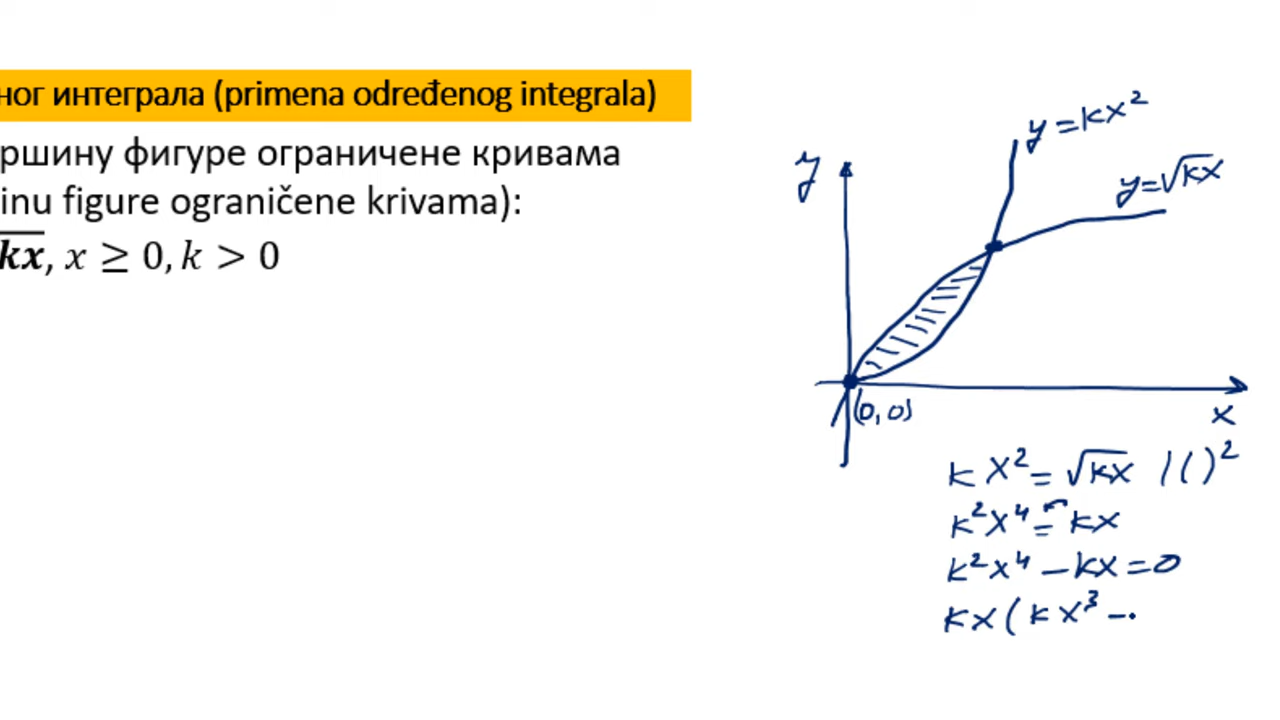 ног интеграла (primena određenog integrala)
ршину фигуре ограничене кривама
inu figure ograničene krivama):
kx, x ≥ 0, k > 0
y = kx²
y = √kx
y
(0,0)
x
kx² = √kx /( )²
k²x⁴ = kx
k²x⁴ − kx = 0
kx(kx³ −